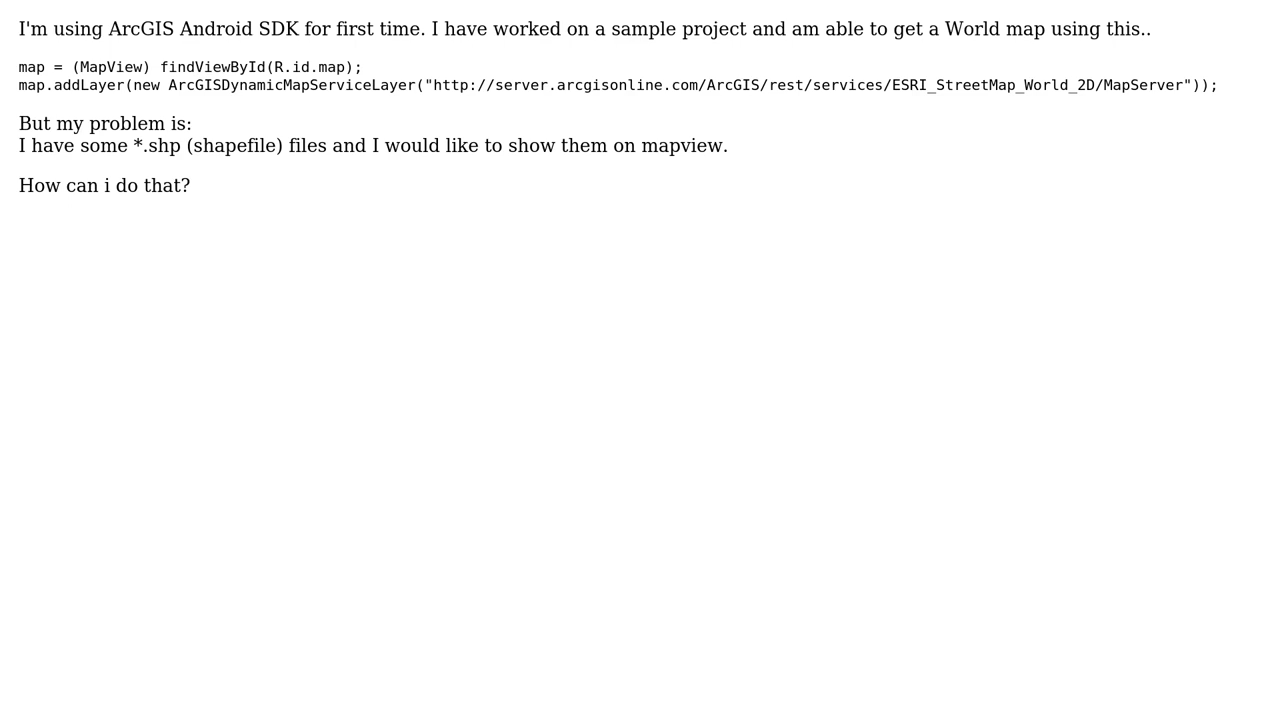 I'm using ArcGIS Android SDK for first time. I have worked on a sample project and am able to get a World map using this..
map = (MapView) findViewById(R.id.map);
map.addLayer(new ArcGISDynamicMapServiceLayer("http://server.arcgisonline.com/ArcGIS/rest/services/ESRI_StreetMap_World_2D/MapServer"));
But my problem is:
I have some *.shp (shapefile) files and I would like to show them on mapview.
How can i do that?